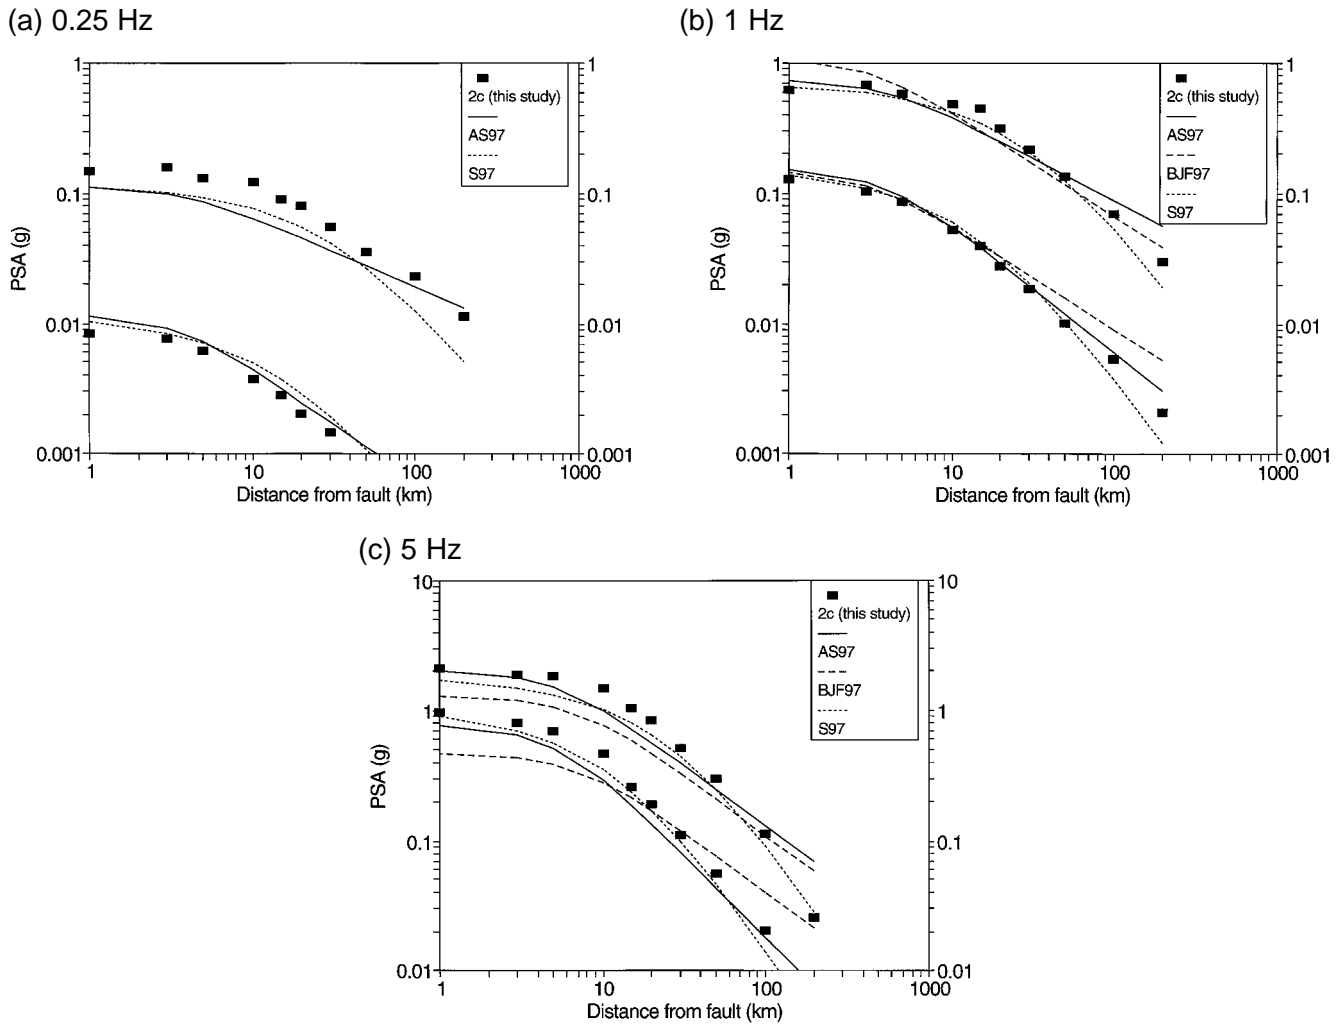 (a) 0.25 Hz
1
0.1
0.01
0.001
PSA (g)
1
0.1
0.01
0.001
1 10 100 1000
Distance from fault (km)
2c (this study)
AS97
S97
(b) 1 Hz
1
0.1
0.01
0.001
PSA (g)
1
0.1
0.01
0.001
1 10 100 1000
Distance from fault (km)
2c (this study)
AS97
BJF97
S97
(c) 5 Hz
10
1
0.1
0.01
PSA (g)
10
1
0.1
0.01
1 10 100 1000
Distance from fault (km)
2c (this study)
AS97
BJF97
S97